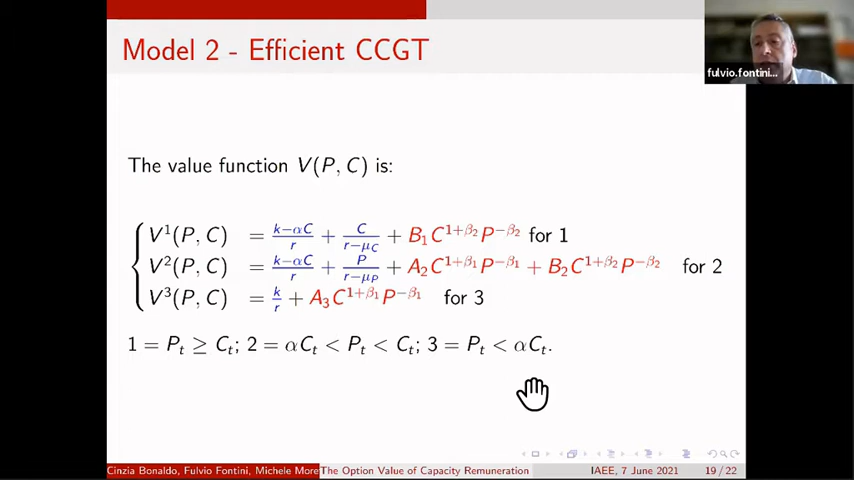 Model 2 - Efficient CCGT
fulvio.fontini...
The value function V(P, C) is:
V¹(P, C) = (k−αC)/r + C/(r−μ_C) + B₁C^{1+β₂}P^{−β₂} for 1
V²(P, C) = (k−αC)/r + P/(r−μ_P) + A₂C^{1+β₁}P^{−β₁} + B₂C^{1+β₂}P^{−β₂} for 2
V³(P, C) = k/r + A₃C^{1+β₁}P^{−β₁} for 3
1 = P_t ≥ C_t; 2 = αC_t < P_t < C_t; 3 = P_t < αC_t.
Cinzia Bonaldo, Fulvio Fontini, Michele More The Option Value of Capacity Remuneration IAEE, 7 June 2021 19 / 22